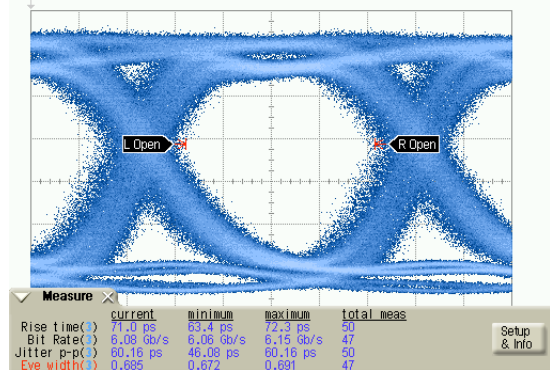 L Open
R Open
Measure
current minimum maximum total meas
Rise time(3) 71.0 ps 63.4 ps 72.3 ps 50
Bit Rate(3) 6.08 Gb/s 6.06 Gb/s 6.15 Gb/s 47
Jitter p-p(3) 60.16 ps 46.08 ps 60.16 ps 50
Eye width(3) 0.685 0.672 0.691 47
Setup
& Info